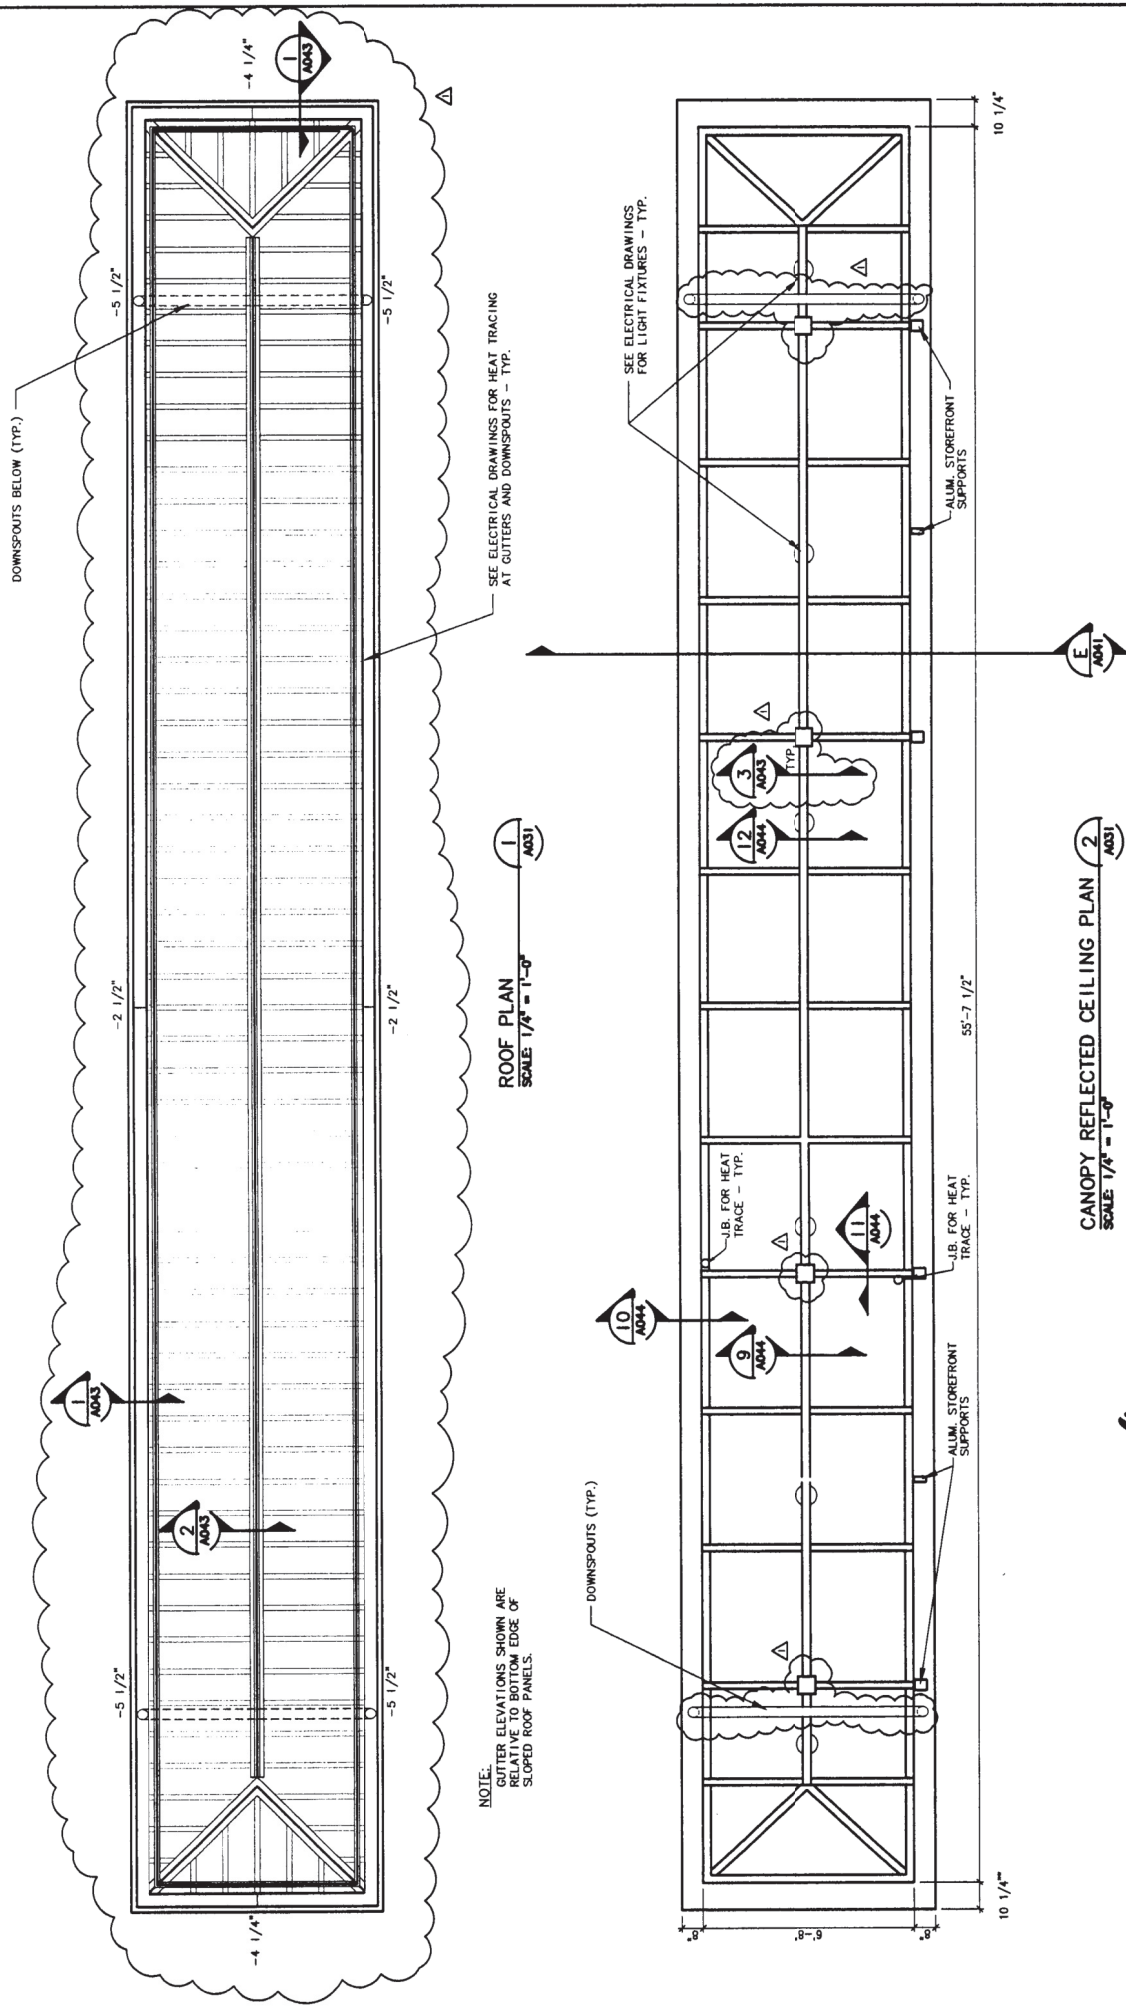 DOWNSPOUTS BELOW (TYP.)
-4 1/4"
1
A043
1
-5 1/2"
-5 1/2"
SEE ELECTRICAL DRAWINGS FOR HEAT TRACING
AT GUTTERS AND DOWNSPOUTS - TYP.
-2 1/2"
-2 1/2"
1
A043
2
A043
-5 1/2"
-5 1/2"
-4 1/4"
NOTE:
GUTTER ELEVATIONS SHOWN ARE
RELATIVE TO BOTTOM EDGE OF
SLOPED ROOF PANELS.
ROOF PLAN
SCALE: 1/4" = 1'-0"
1
A031
SEE ELECTRICAL DRAWINGS
FOR LIGHT FIXTURES - TYP.
10 1/4"
1
ALUM. STOREFRONT
SUPPORTS
E
A041
1
3
A043
TYP.
12
A044
55'-7 1/2"
J.B. FOR HEAT
TRACE - TYP.
1
11
A044
J.B. FOR HEAT
TRACE - TYP.
10
A044
9
A044
ALUM. STOREFRONT
SUPPORTS
DOWNSPOUTS (TYP.)
1
8"
6'-8"
8"
10 1/4"
CANOPY REFLECTED CEILING PLAN
SCALE: 1/4" = 1'-0"
2
A031